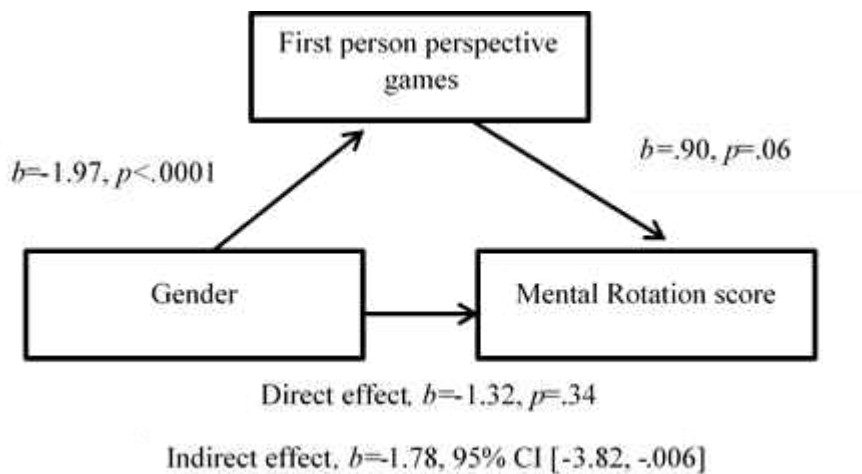 First person perspective
games
b=-1.97, p<.0001
b=.90, p=.06
Gender
Mental Rotation score
Direct effect, b=-1.32, p=.34
Indirect effect, b=-1.78, 95% CI [-3.82, -.006]